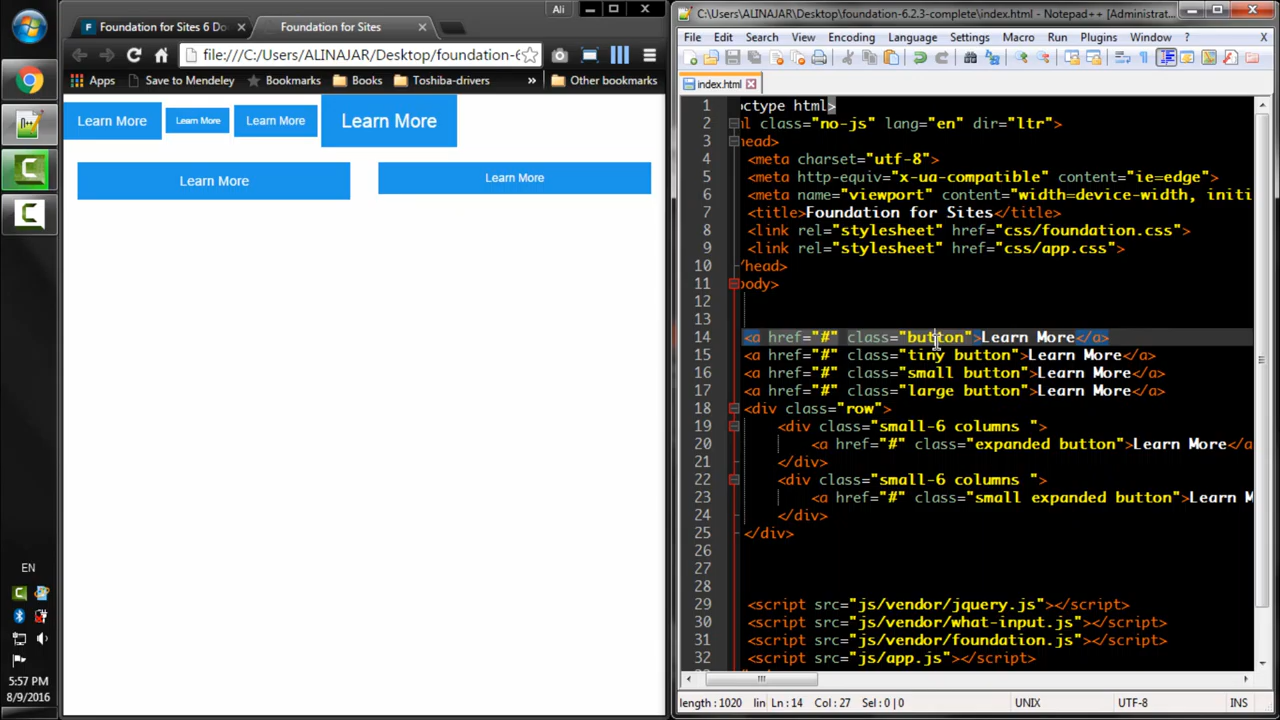 Foundation for Sites 6 Do
Foundation for Sites
Ali
file:///C:/Users/ALINAJAR/Desktop/foundation-6
Apps
Save to Mendeley
Bookmarks
Books
Toshiba-drivers
»
Other bookmarks
Learn More
Learn More
Learn More
Learn More
Learn More
Learn More
EN
5:57 PM
8/9/2016
C:\Users\ALINAJAR\Desktop\foundation-6.2.3-complete\index.html - Notepad++ [Administrat...
File Edit Search View Encoding Language Settings Macro Run Plugins Window ? X
index.html
1 octype html>
2 ml class="no-js" lang="en" dir="ltr">
3 head>
4 <meta charset="utf-8">
5 <meta http-equiv="x-ua-compatible" content="ie=edge">
6 <meta name="viewport" content="width=device-width, initi
7 <title>Foundation for Sites</title>
8 <link rel="stylesheet" href="css/foundation.css">
9 <link rel="stylesheet" href="css/app.css">
10 /head>
11 body>
12
13
14 <a href="#" class="button">Learn More</a>
15 <a href="#" class="tiny button">Learn More</a>
16 <a href="#" class="small button">Learn More</a>
17 <a href="#" class="large button">Learn More</a>
18 <div class="row">
19 <div class="small-6 columns ">
20 <a href="#" class="expanded button">Learn More</a
21 </div>
22 <div class="small-6 columns ">
23 <a href="#" class="small expanded button">Learn M
24 </div>
25 </div>
26
27
28
29 <script src="js/vendor/jquery.js"></script>
30 <script src="js/vendor/what-input.js"></script>
31 <script src="js/vendor/foundation.js"></script>
32 <script src="js/app.js"></script>
length : 1020 lin Ln : 14 Col : 27 Sel : 0 | 0 UNIX UTF-8 INS